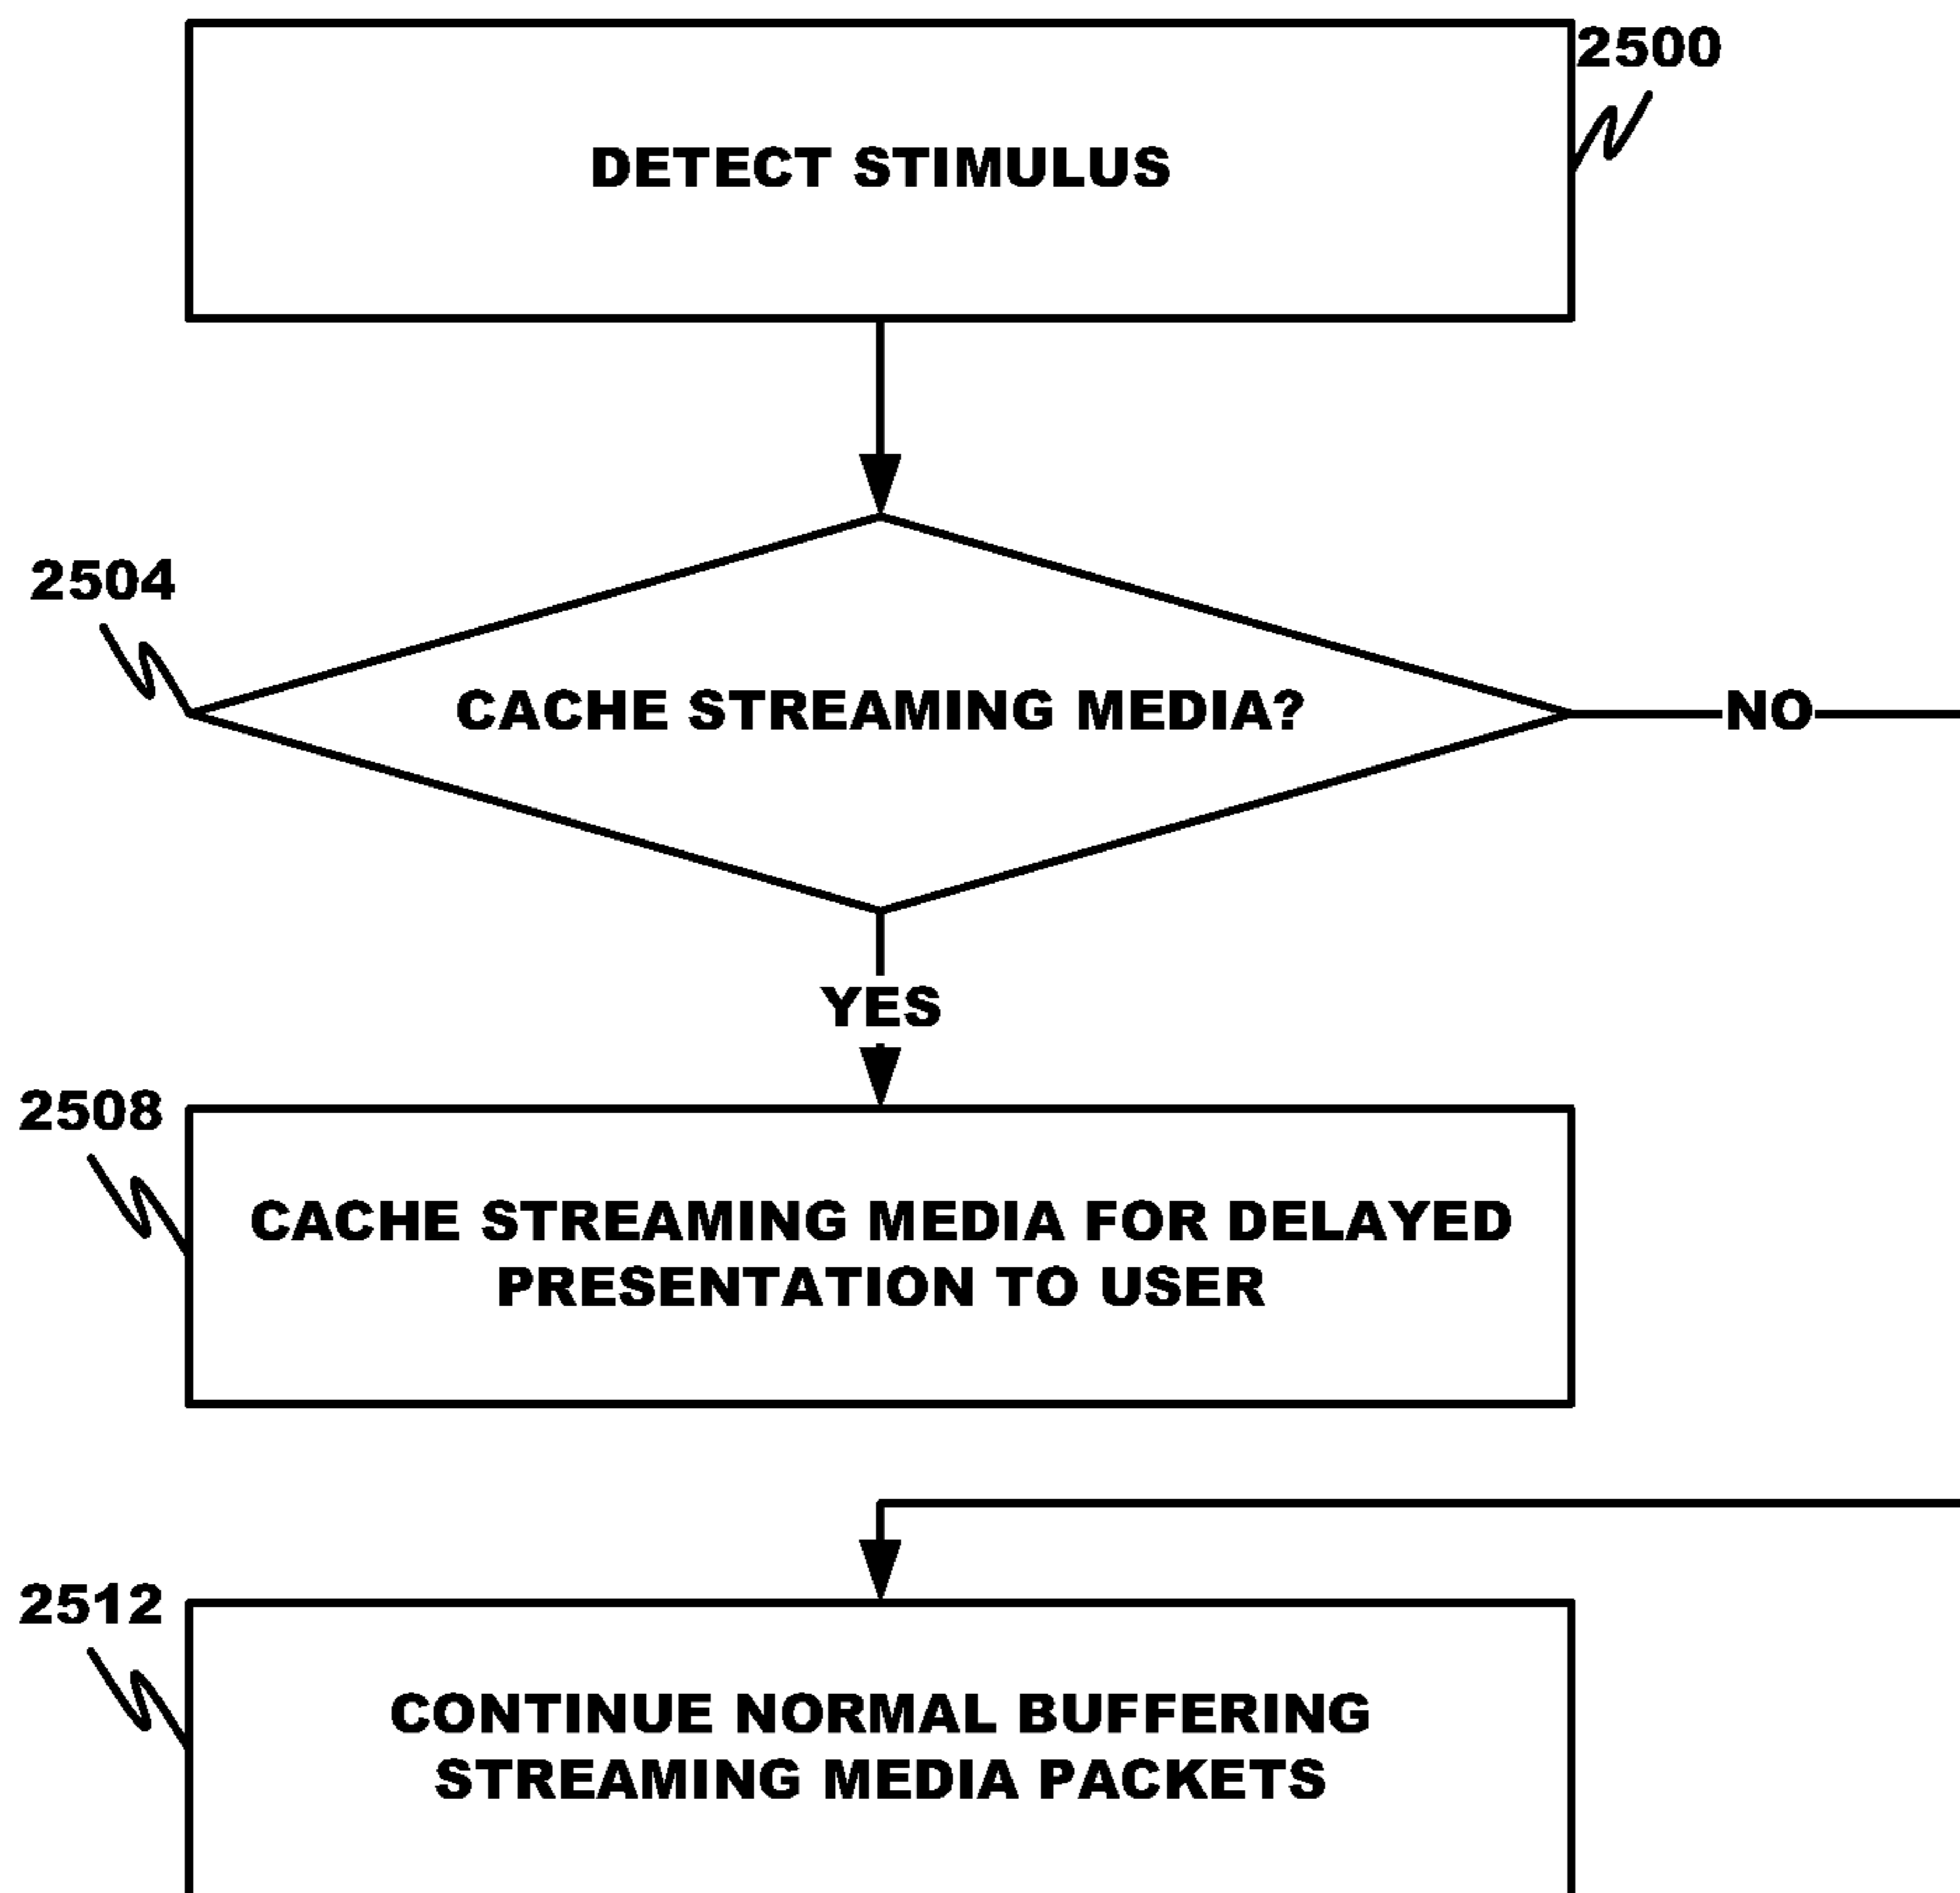 2500
DETECT STIMULUS
2504
CACHE STREAMING MEDIA?
NO
YES
2508
CACHE STREAMING MEDIA FOR DELAYED
PRESENTATION TO USER
2512
CONTINUE NORMAL BUFFERING
STREAMING MEDIA PACKETS